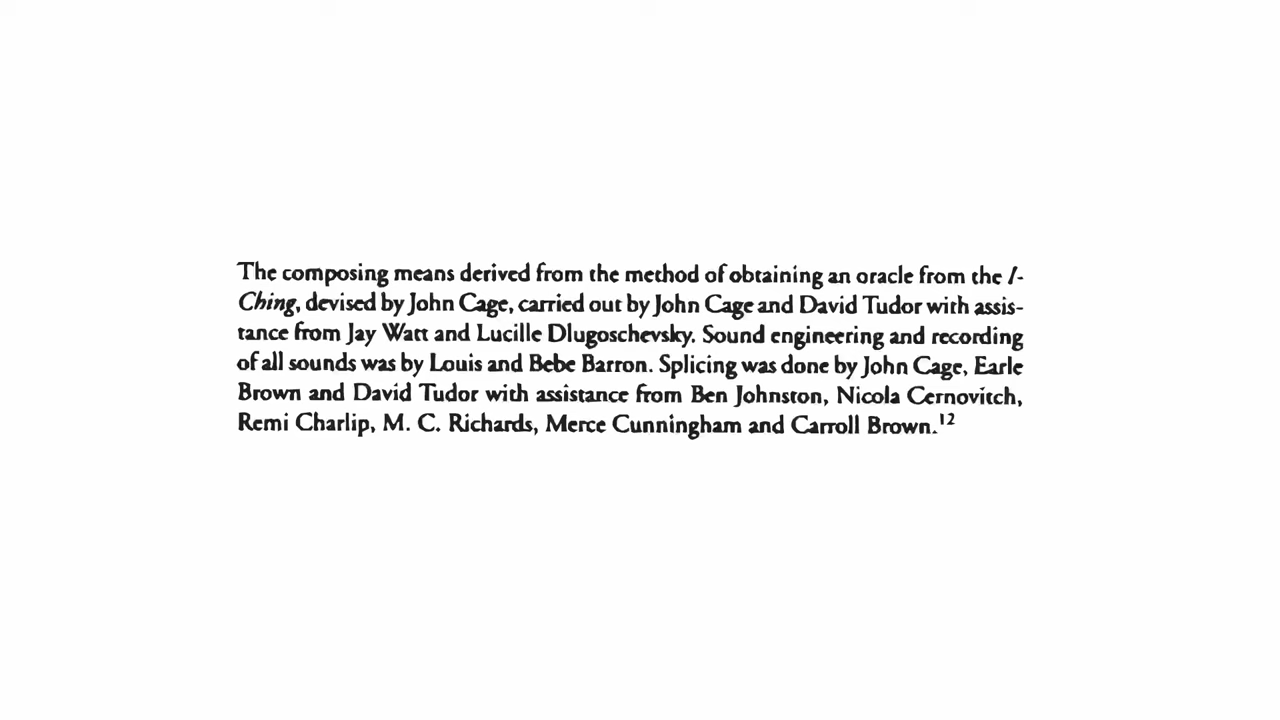 The composing means derived from the method of obtaining an oracle from the I-
Ching, devised by John Cage, carried out by John Cage and David Tudor with assis-
tance from Jay Watt and Lucille Dlugoschevsky. Sound engineering and recording
of all sounds was by Louis and Bebe Barron. Splicing was done by John Cage, Earle
Brown and David Tudor with assistance from Ben Johnston, Nicola Cernovitch,
Remi Charlip, M. C. Richards, Merce Cunningham and Carroll Brown.¹²